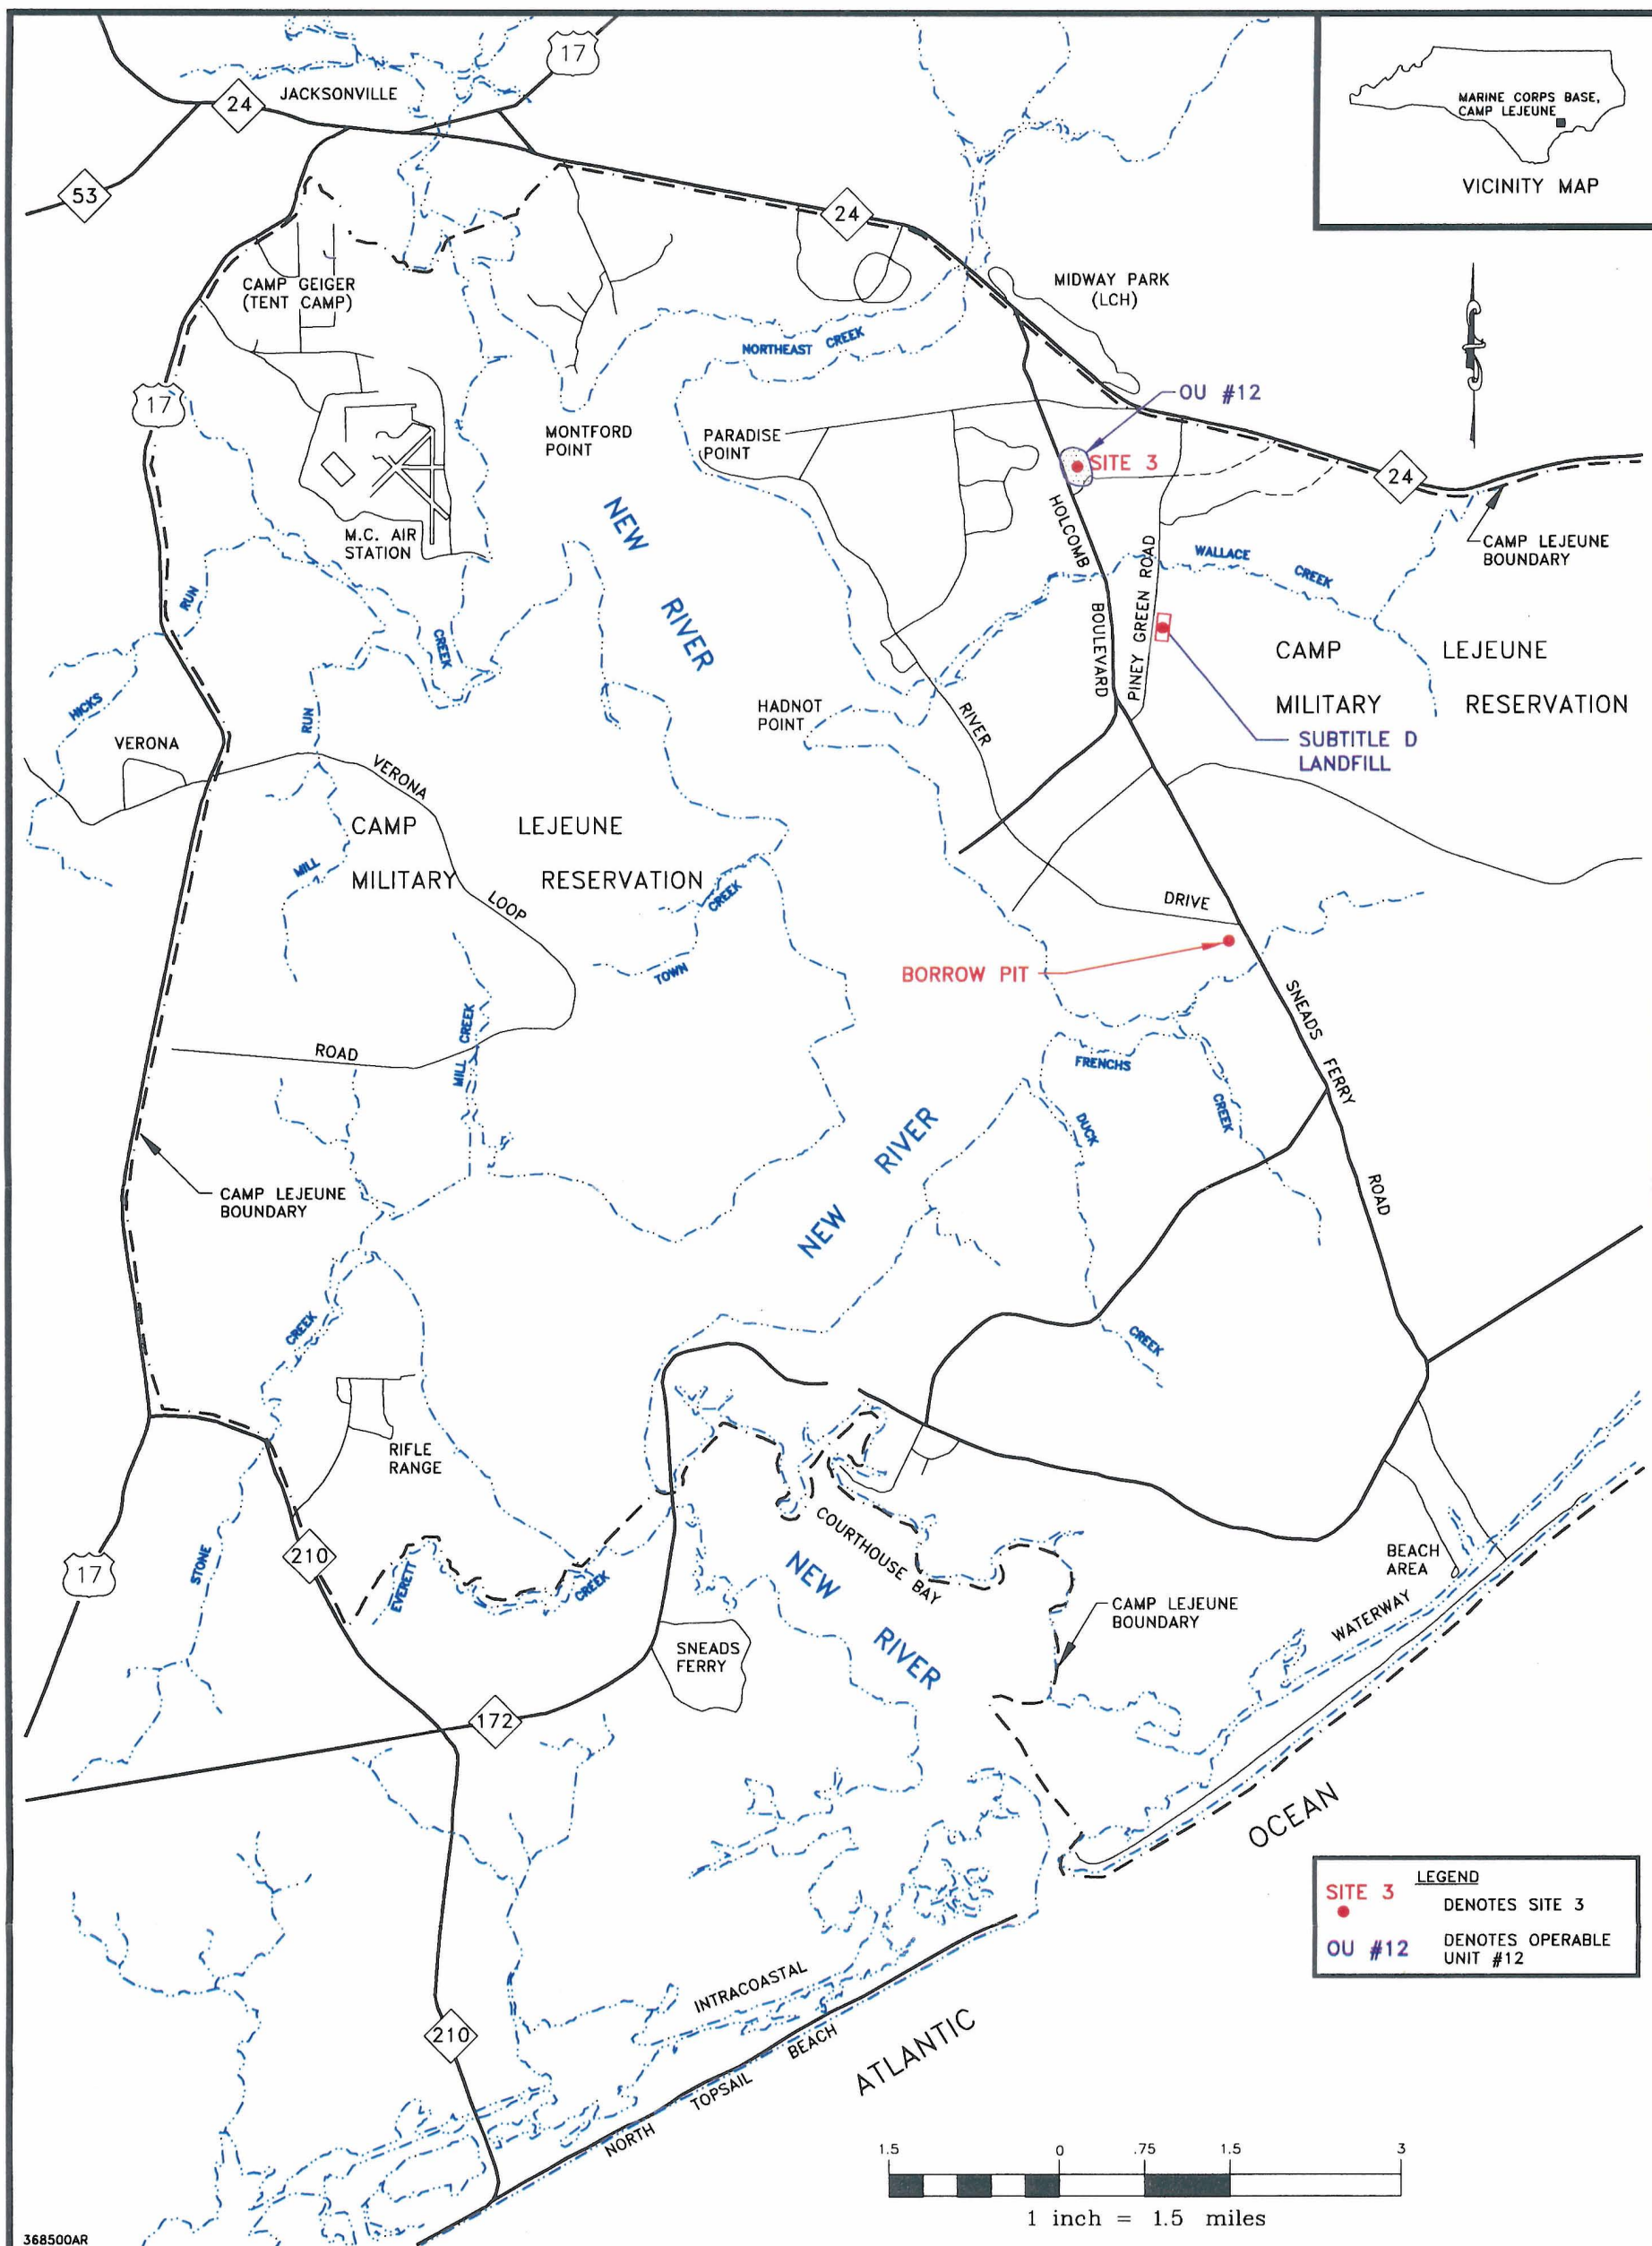 17
24
JACKSONVILLE
53
MARINE CORPS BASE,
CAMP LEJEUNE
VICINITY MAP
24
CAMP GEIGER
(TENT CAMP)
MIDWAY PARK
(LCH)
NORTHEAST CREEK
17
OU #12
MONTFORD
POINT
PARADISE
POINT
SITE 3
24
NEW
RIVER
HOLCOMB
BOULEVARD
M.C. AIR
STATION
CAMP LEJEUNE
BOUNDARY
WALLACE
CREEK
PINEY GREEN ROAD
RUN
CREEK
CAMP LEJEUNE
MILITARY RESERVATION
HICKS
RUN
HADNOT
POINT
RIVER
SUBTITLE D
LANDFILL
VERONA
VERONA
CAMP LEJEUNE
MILITARY RESERVATION
MILL
CREEK
LOOP
DRIVE
TOWN
BORROW PIT
SNEADS
FERRY
ROAD
MILL CREEK
ROAD
FRENCHS
CREEK
DUCK
NEW
RIVER
CAMP LEJEUNE
BOUNDARY
CREEK
CREEK
RIFLE
RANGE
COURTHOUSE BAY
17
STONE
210
EVERETT
CREEK
NEW
RIVER
BEACH
AREA
CAMP LEJEUNE
BOUNDARY
WATERWAY
SNEADS
FERRY
172
OCEAN
LEGEND
SITE 3
DENOTES SITE 3
OU #12
DENOTES OPERABLE
UNIT #12
INTRACOASTAL
210
NORTH TOPSAIL BEACH
ATLANTIC
1.5 0 .75 1.5 3
1 inch = 1.5 miles
368500AR